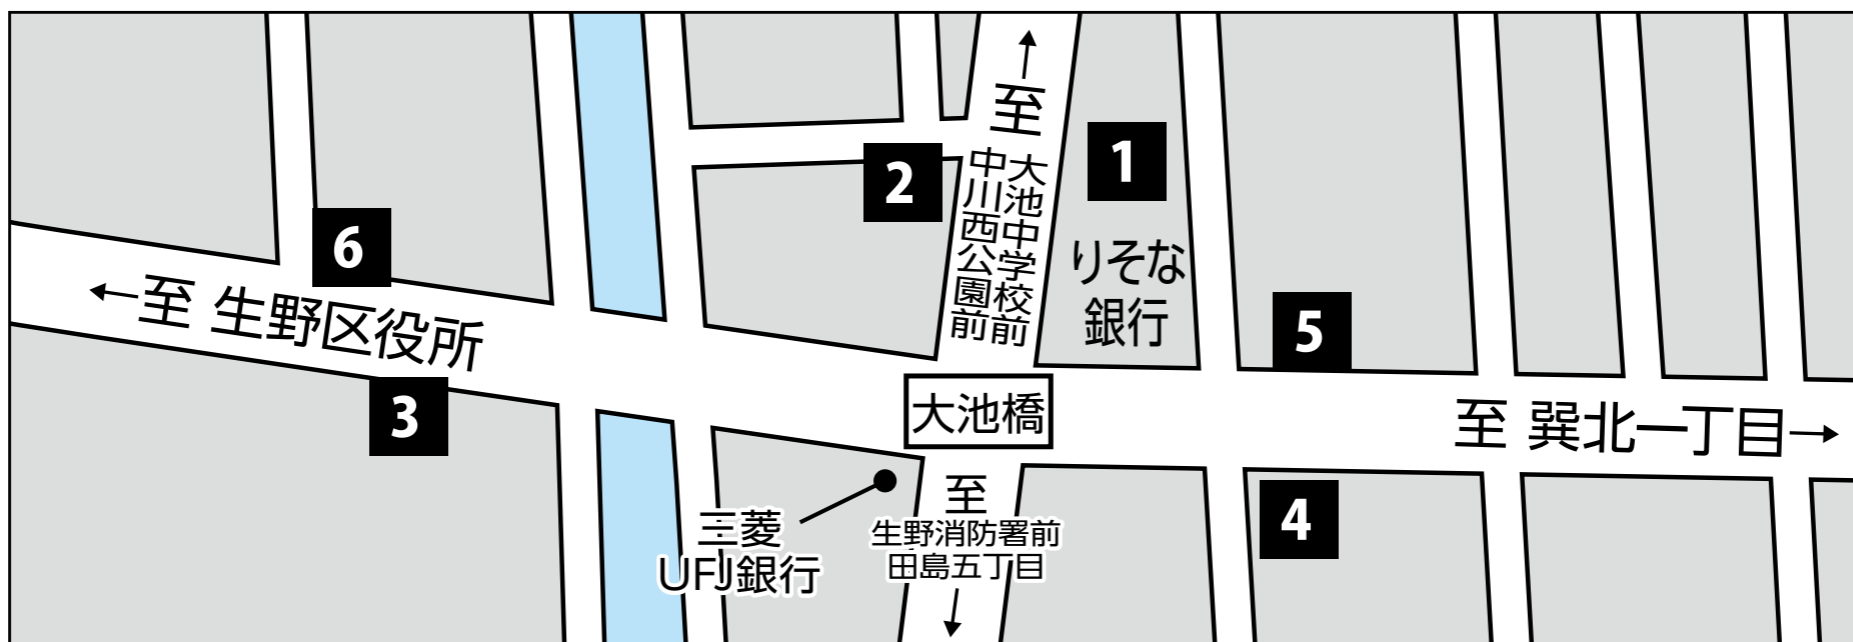 至
大池中学校前
中川西公園前
1
2
りそな
銀行
6
← 至 生野区役所
5
3
大池橋
至 巽北一丁目→
三菱
UFJ銀行
至
生野消防署前
田島五丁目
4